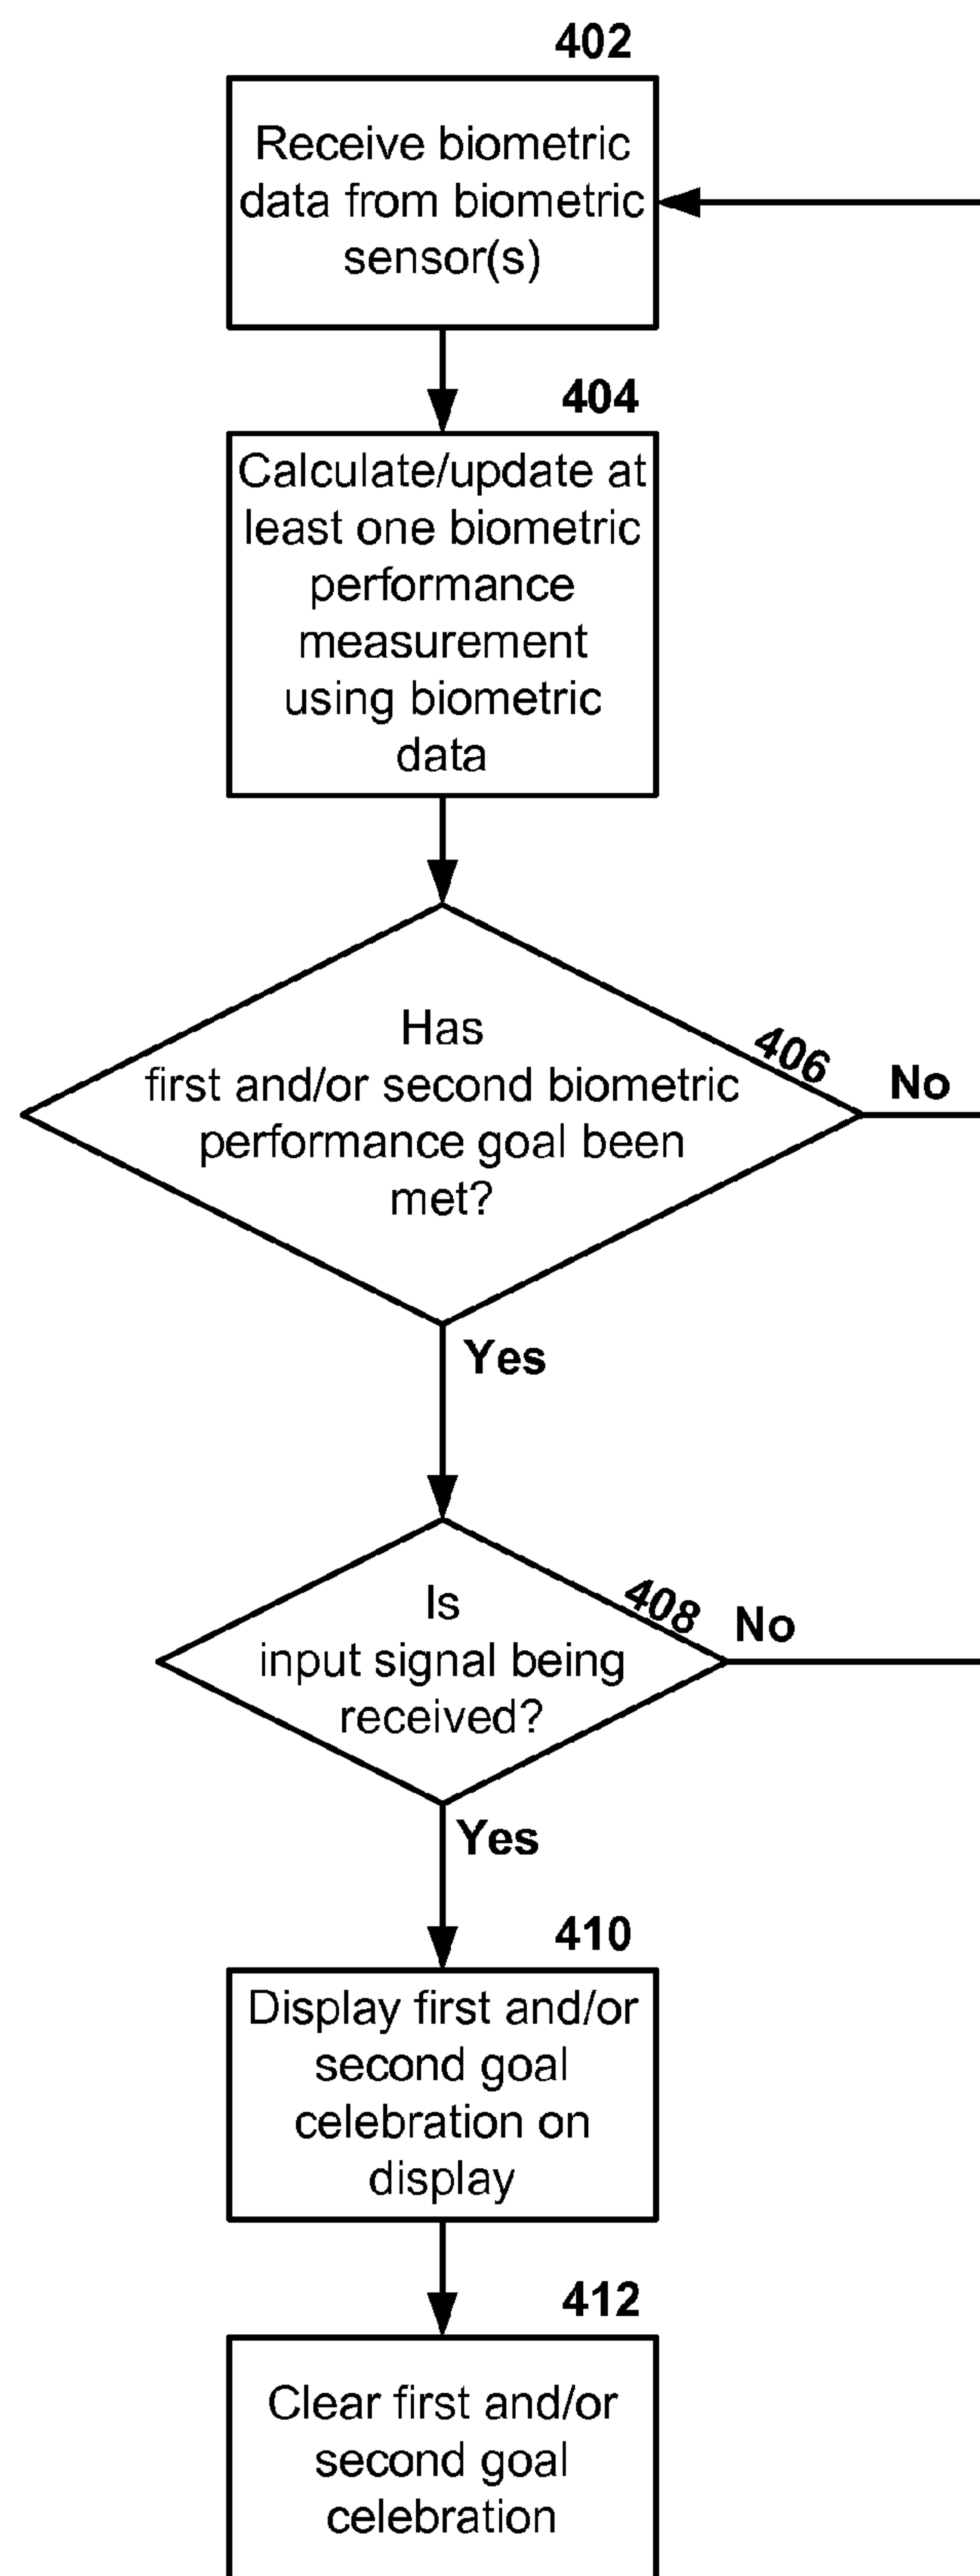 402
Receive biometric
data from biometric
sensor(s)
404
Calculate/update at
least one biometric
performance
measurement
using biometric
data
406
No
Has
first and/or second biometric
performance goal been
met?
Yes
408
No
Is
input signal being
received?
Yes
410
Display first and/or
second goal
celebration on
display
412
Clear first and/or
second goal
celebration